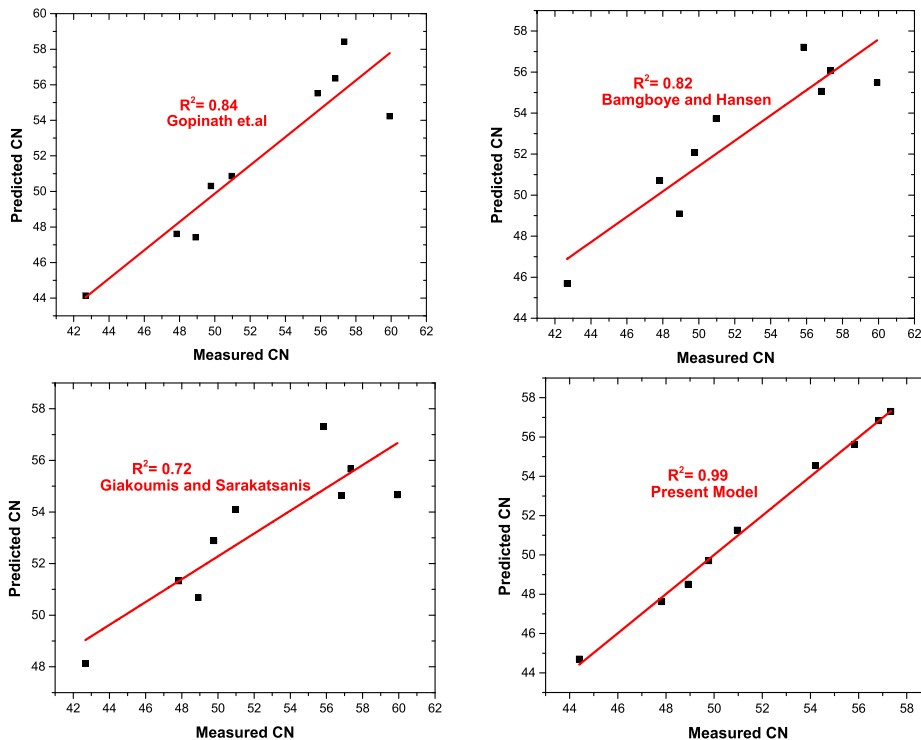 60
58
56
54
52
50
48
46
44
Predicted CN
R²= 0.84
Gopinath et.al
42 44 46 48 50 52 54 56 58 60 62
Measured CN
58
56
54
52
50
48
46
44
Predicted CN
R²= 0.82
Bamgboye and Hansen
42 44 46 48 50 52 54 56 58 60 62
Measured CN
58
56
54
52
50
48
Predicted CN
R²= 0.72
Giakoumis and Sarakatsanis
42 44 46 48 50 52 54 56 58 60 62
Measured CN
58
56
54
52
50
48
46
44
Predicted CN
R²= 0.99
Present Model
44 46 48 50 52 54 56 58
Measured CN